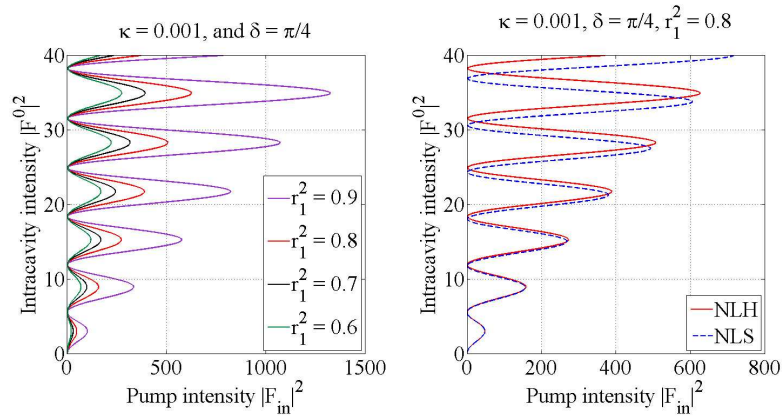 κ = 0.001, and δ = π/4
40
30
20
10
0
Intracavity intensity |F⁰|²
0
500
1000
1500
Pump intensity |F_in|²
r₁² = 0.9
r₁² = 0.8
r₁² = 0.7
r₁² = 0.6
κ = 0.001, δ = π/4, r₁² = 0.8
40
30
20
10
0
Intracavity intensity |F⁰|²
0
200
400
600
800
Pump intensity |F_in|²
NLH
NLS